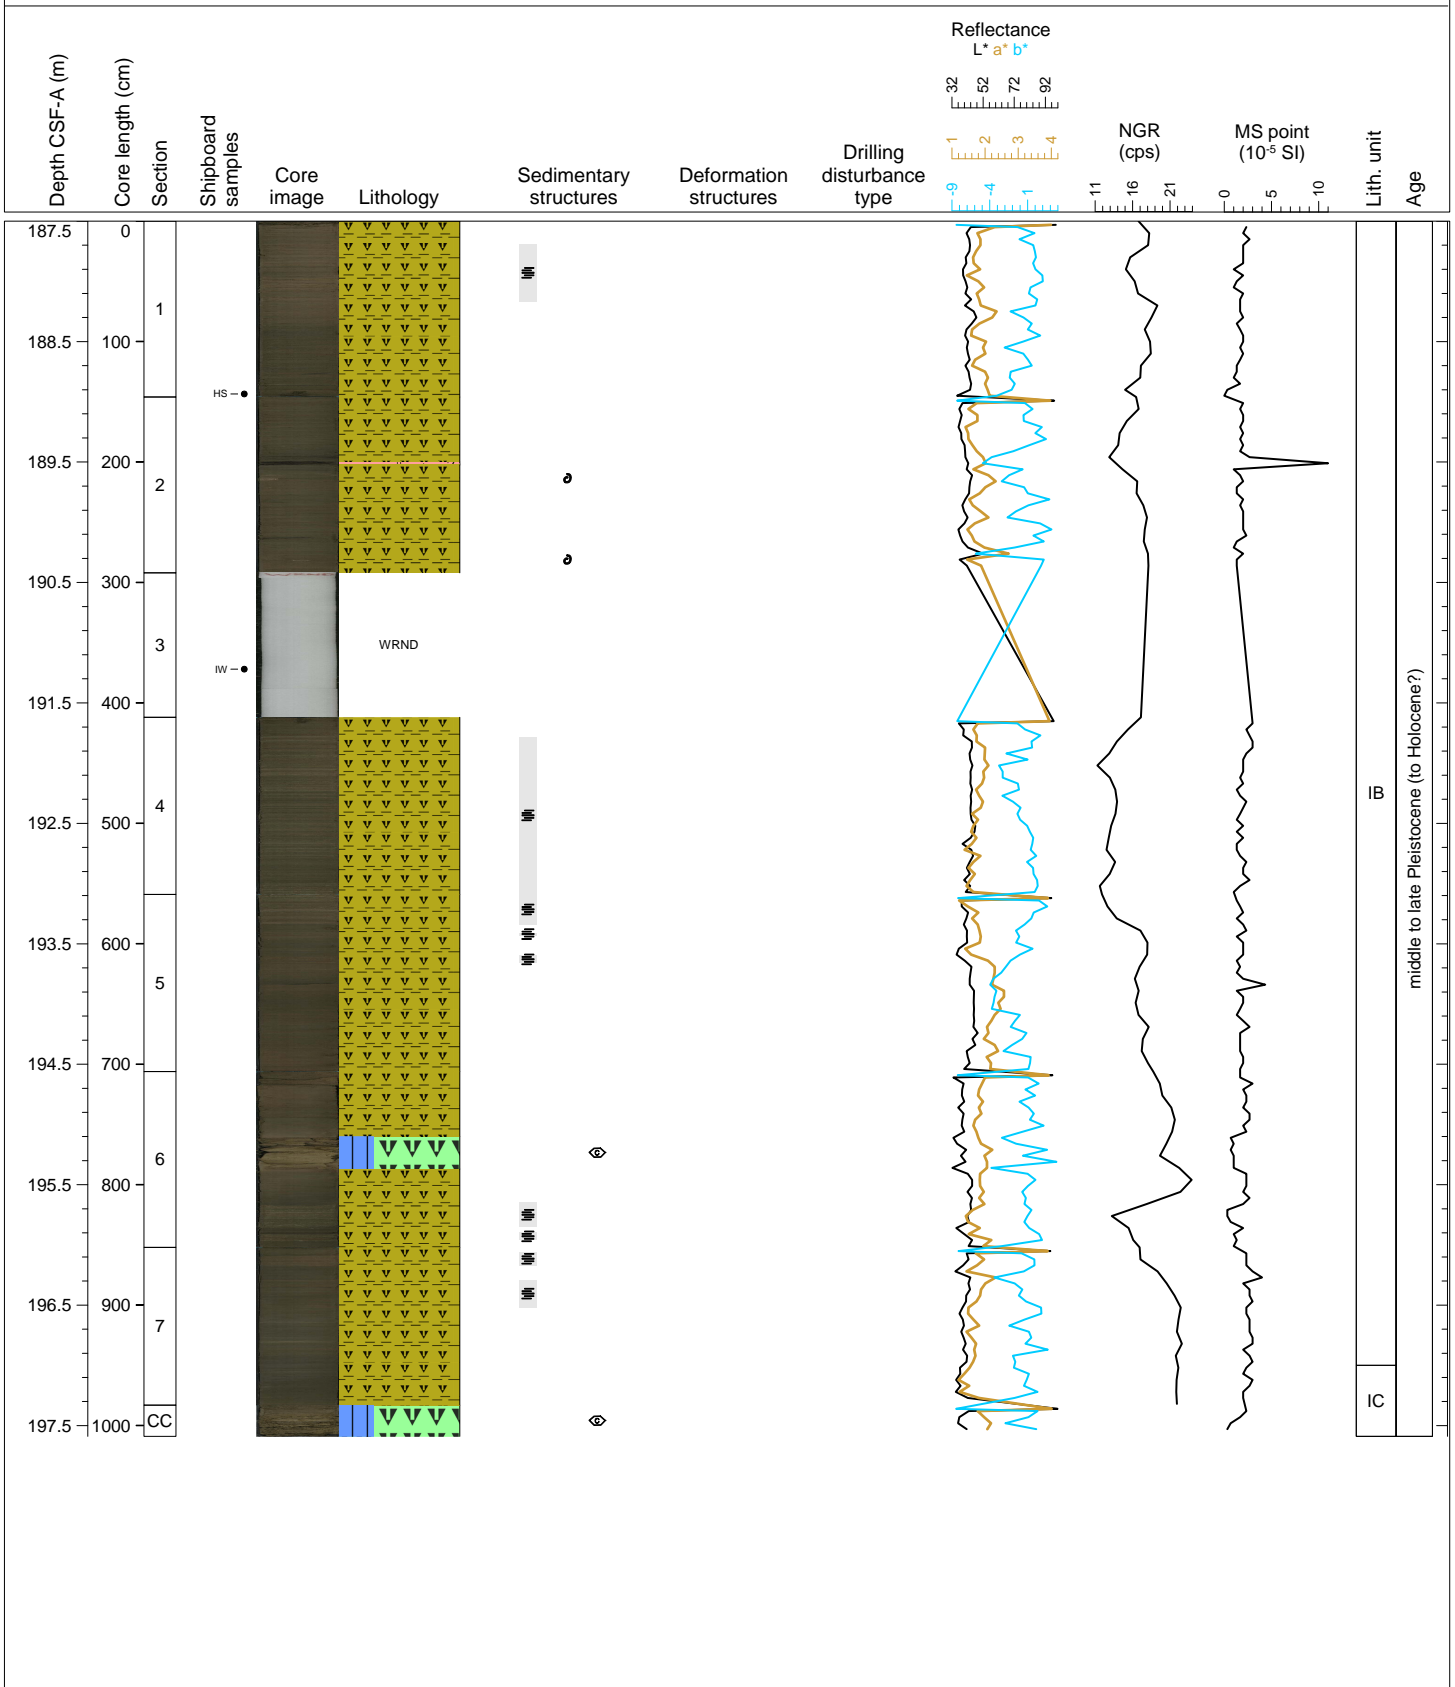 Depth CSF-A (m)
Core length (cm)
Section
Shipboard
samples
Core
image
Lithology
Sedimentary
structures
Deformation
structures
Drilling
disturbance
type
Reflectance
L* a* b*
32 52 72 92
1 2 3 4
-9 -4 1
NGR
(cps)
11 16 21
MS point
(10-5 SI)
0 5 10
Lith. unit
Age
187.5 0
1
188.5 100
HS
189.5 200
2
190.5 300
3 WRND
IW
191.5 400
middle to late Pleistocene (to Holocene?)
IB
4
192.5 500
193.5 600
5
194.5 700
6
195.5 800
196.5 900
7
IC
CC
197.5 1000